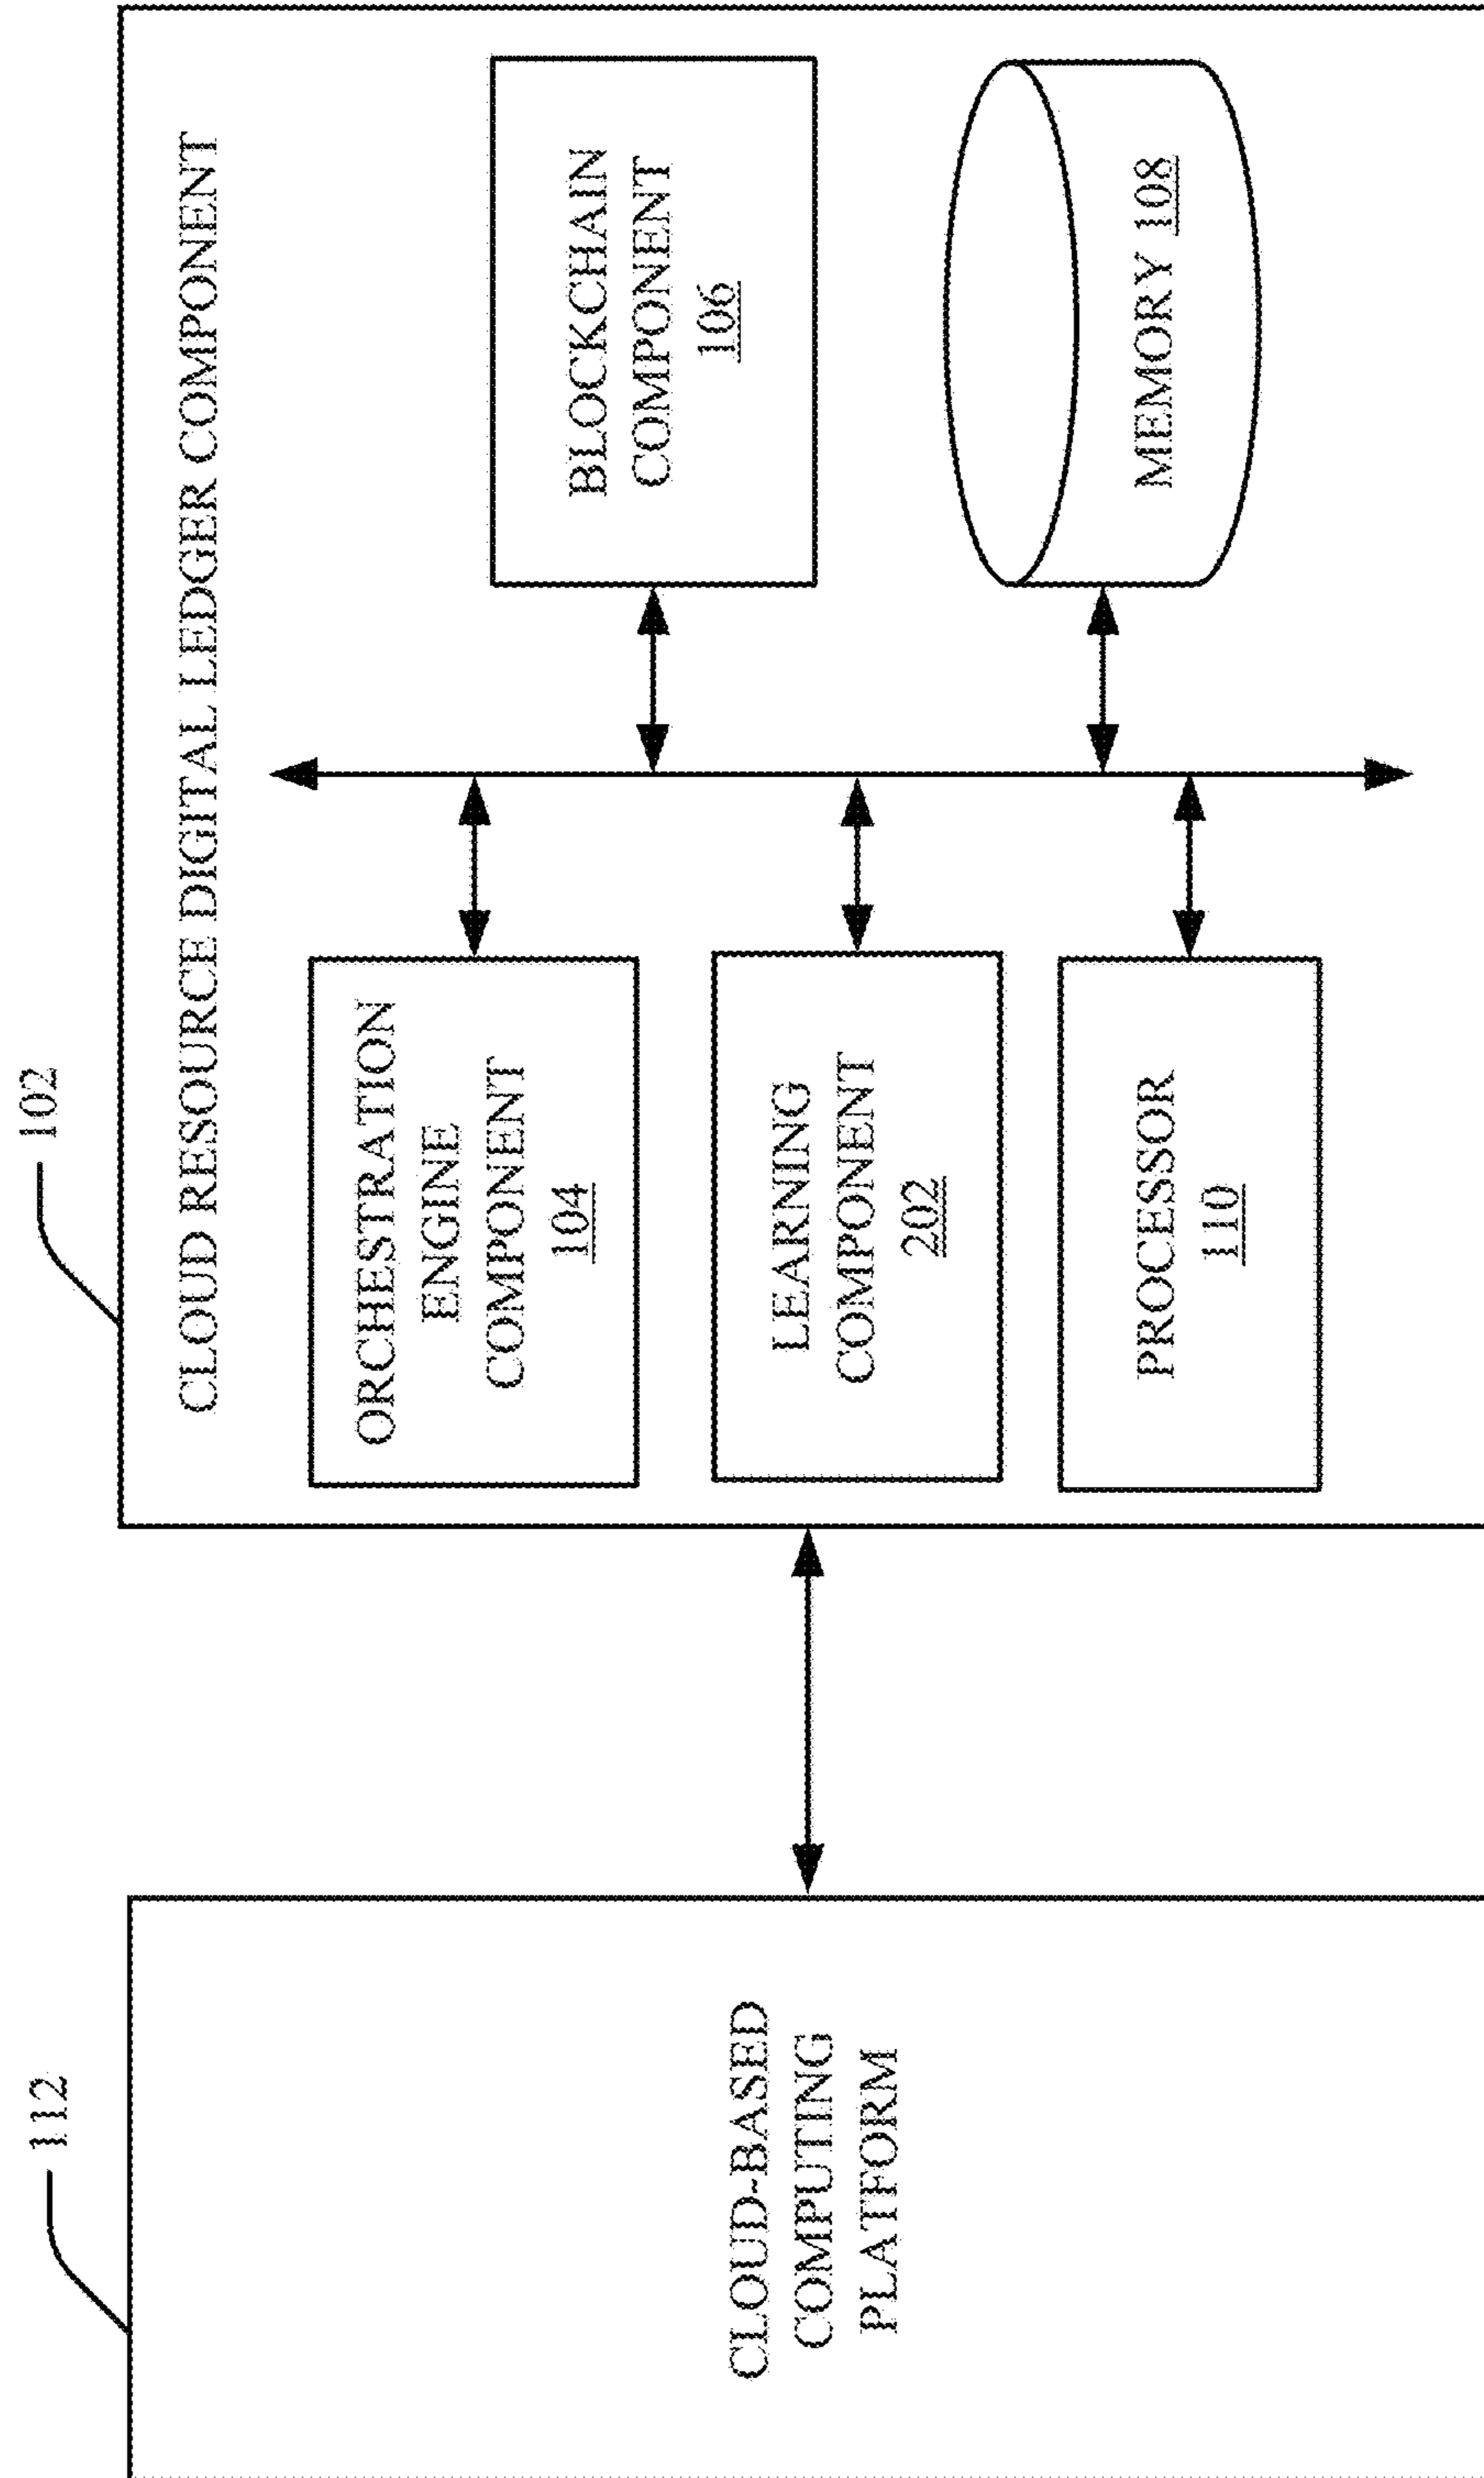 112
CLOUD-BASED
COMPUTING
PLATFORM
102
CLOUD RESOURCE DIGITAL LEDGER COMPONENT
ORCHESTRATION
ENGINE
COMPONENT
104
LEARNING
COMPONENT
202
PROCESSOR
110
BLOCKCHAIN
COMPONENT
106
MEMORY 108